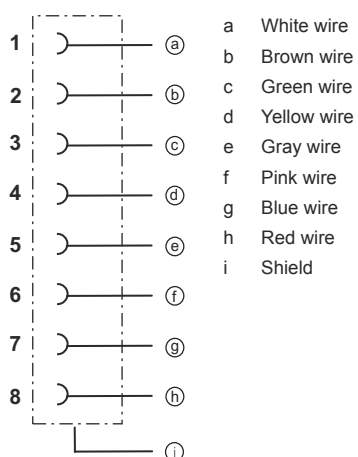 1 ⓐ
2 ⓑ
3 ⓒ
4 ⓓ
5 ⓔ
6 ⓕ
7 ⓖ
8 ⓗ
ⓘ
a White wire
b Brown wire
c Green wire
d Yellow wire
e Gray wire
f Pink wire
g Blue wire
h Red wire
i Shield